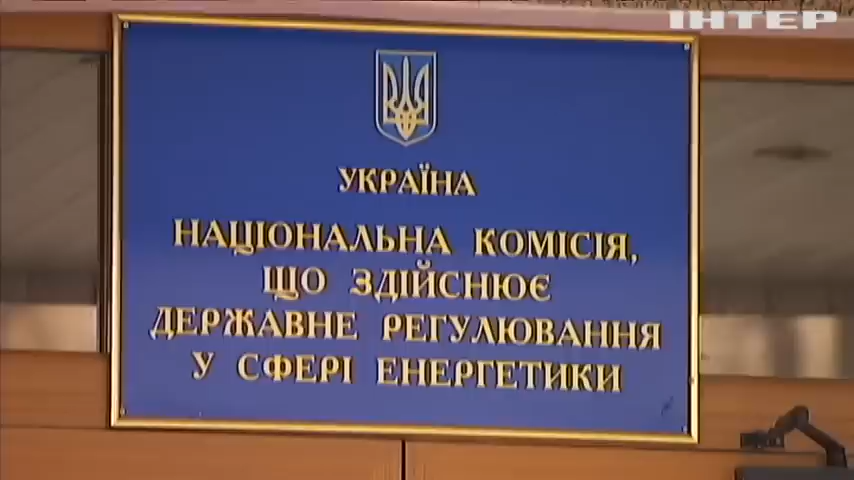 ІНТЕР
УКРАЇНА
НАЦІОНАЛЬНА КОМІСІЯ,
ЩО ЗДІЙСНЮЄ
ДЕРЖАВНЕ РЕГУЛЮВАННЯ
У СФЕРІ ЕНЕРГЕТИКИ